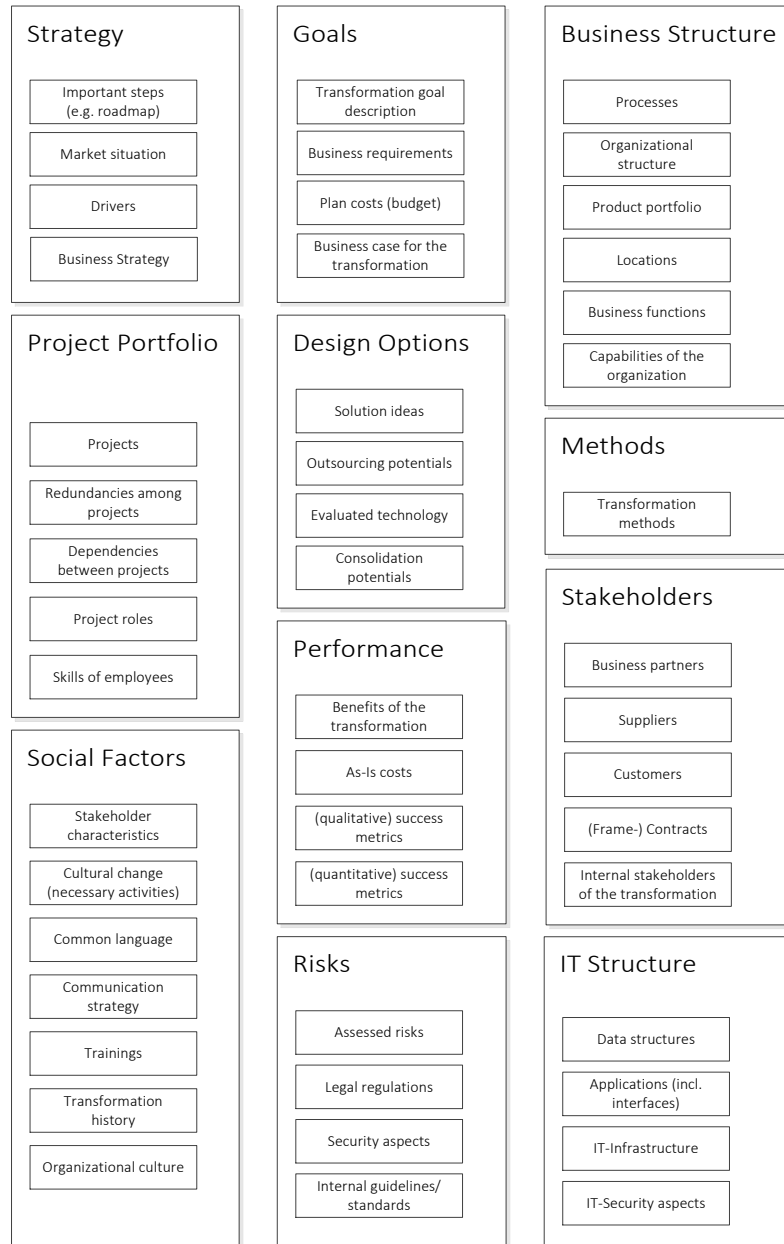 Strategy
Important steps
(e.g. roadmap)
Market situation
Drivers
Business Strategy
Project Portfolio
Projects
Redundancies among
projects
Dependencies
between projects
Project roles
Skills of employees
Social Factors
Stakeholder
characteristics
Cultural change
(necessary activities)
Common language
Communication
strategy
Trainings
Transformation
history
Organizational culture
Goals
Transformation goal
description
Business requirements
Plan costs (budget)
Business case for the
transformation
Design Options
Solution ideas
Outsourcing potentials
Evaluated technology
Consolidation
potentials
Performance
Benefits of the
transformation
As-Is costs
(qualitative) success
metrics
(quantitative) success
metrics
Risks
Assessed risks
Legal regulations
Security aspects
Internal guidelines/
standards
Business Structure
Processes
Organizational
structure
Product portfolio
Locations
Business functions
Capabilities of the
organization
Methods
Transformation
methods
Stakeholders
Business partners
Suppliers
Customers
(Frame-) Contracts
Internal stakeholders
of the transformation
IT Structure
Data structures
Applications (incl.
interfaces)
IT-Infrastructure
IT-Security aspects